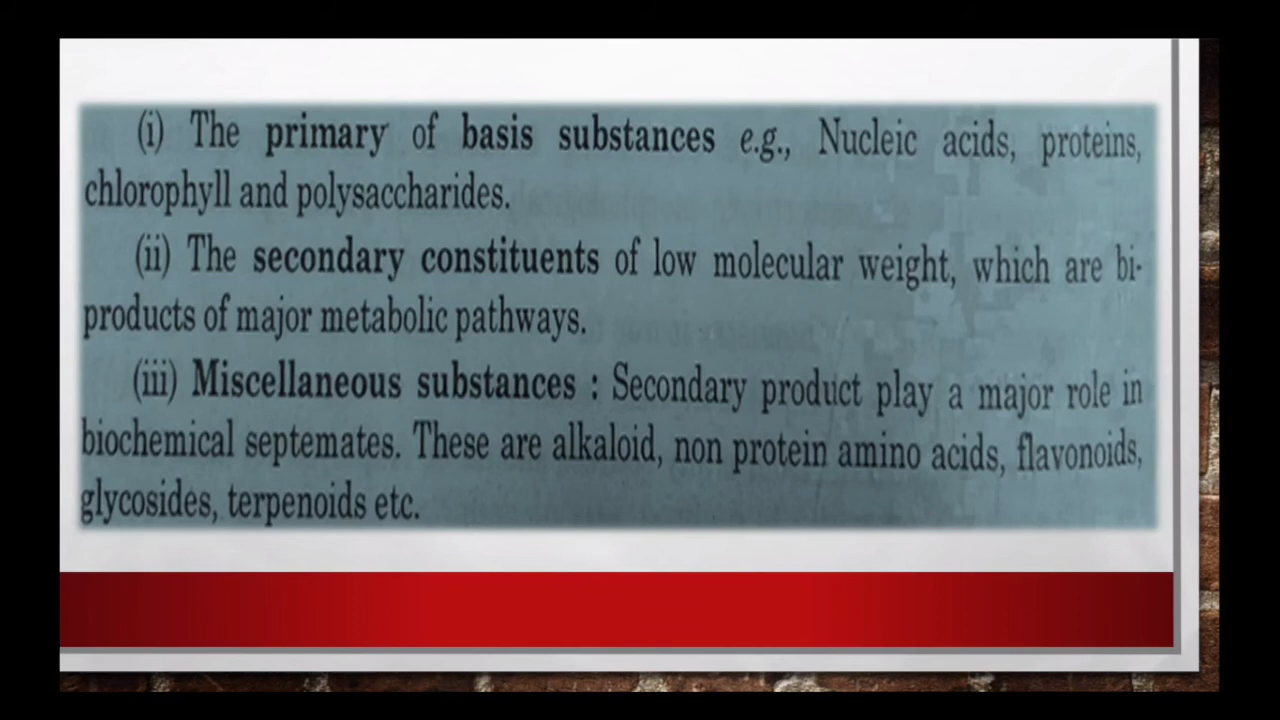 (i) The primary of basis substances e.g., Nucleic acids, proteins,
chlorophyll and polysaccharides.
(ii) The secondary constituents of low molecular weight, which are bi-
products of major metabolic pathways.
(iii) Miscellaneous substances : Secondary product play a major role in
biochemical septemates. These are alkaloid, non protein amino acids, flavonoids,
glycosides, terpenoids etc.